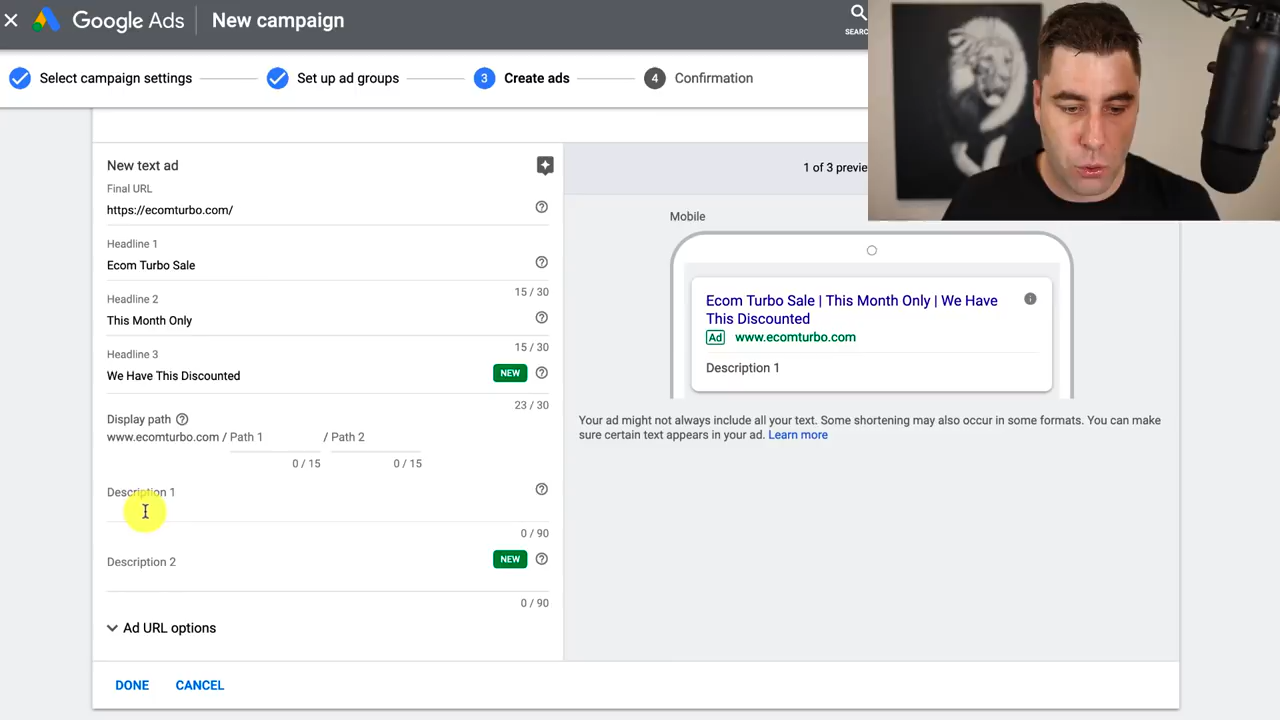 Google Ads New campaign
SEARC
Select campaign settings
Set up ad groups
3 Create ads
4 Confirmation
New text ad
Final URL
https://ecomturbo.com/
Headline 1
Ecom Turbo Sale
15 / 30
Headline 2
This Month Only
15 / 30
Headline 3
We Have This Discounted
NEW
23 / 30
Display path
www.ecomturbo.com / Path 1 / Path 2
0 / 15 0 / 15
Description 1
0 / 90
Description 2
NEW
0 / 90
Ad URL options
DONE CANCEL
1 of 3 previe
Mobile
Ecom Turbo Sale | This Month Only | We Have
This Discounted
Ad www.ecomturbo.com
Description 1
Your ad might not always include all your text. Some shortening may also occur in some formats. You can make
sure certain text appears in your ad. Learn more